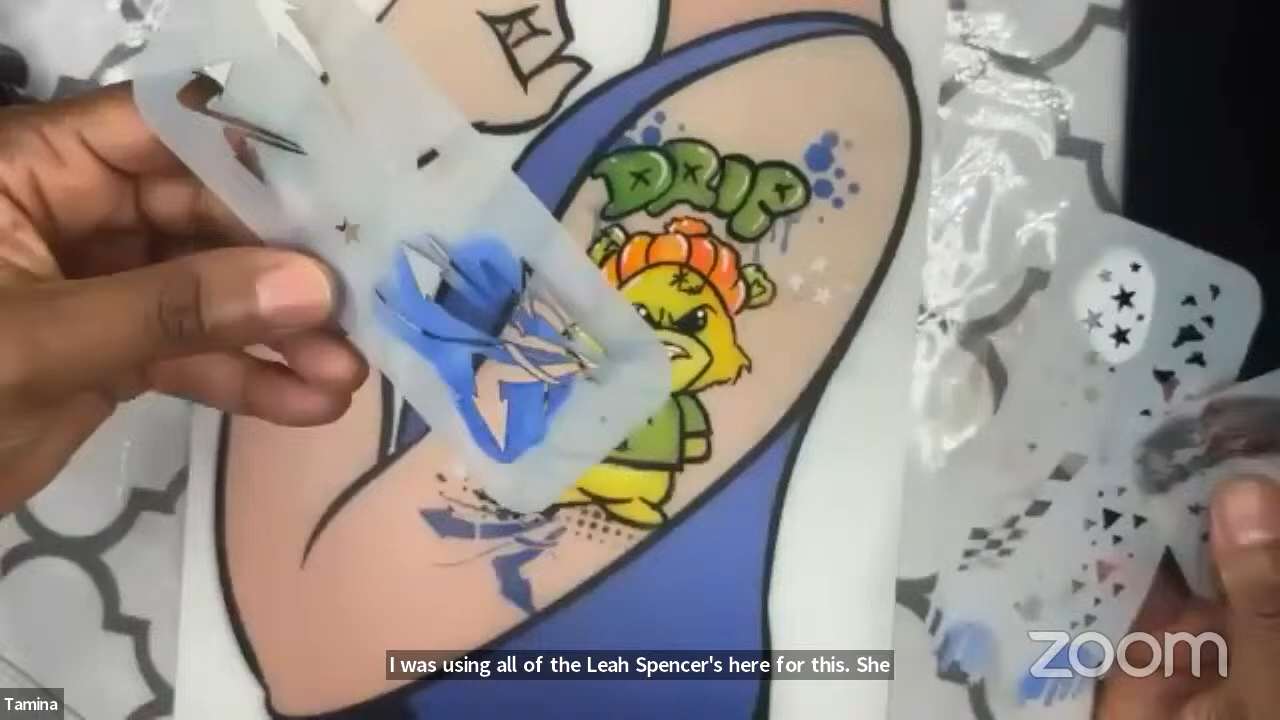 DRIP
I was using all of the Leah Spencer's here for this. She
zoom
Tamina